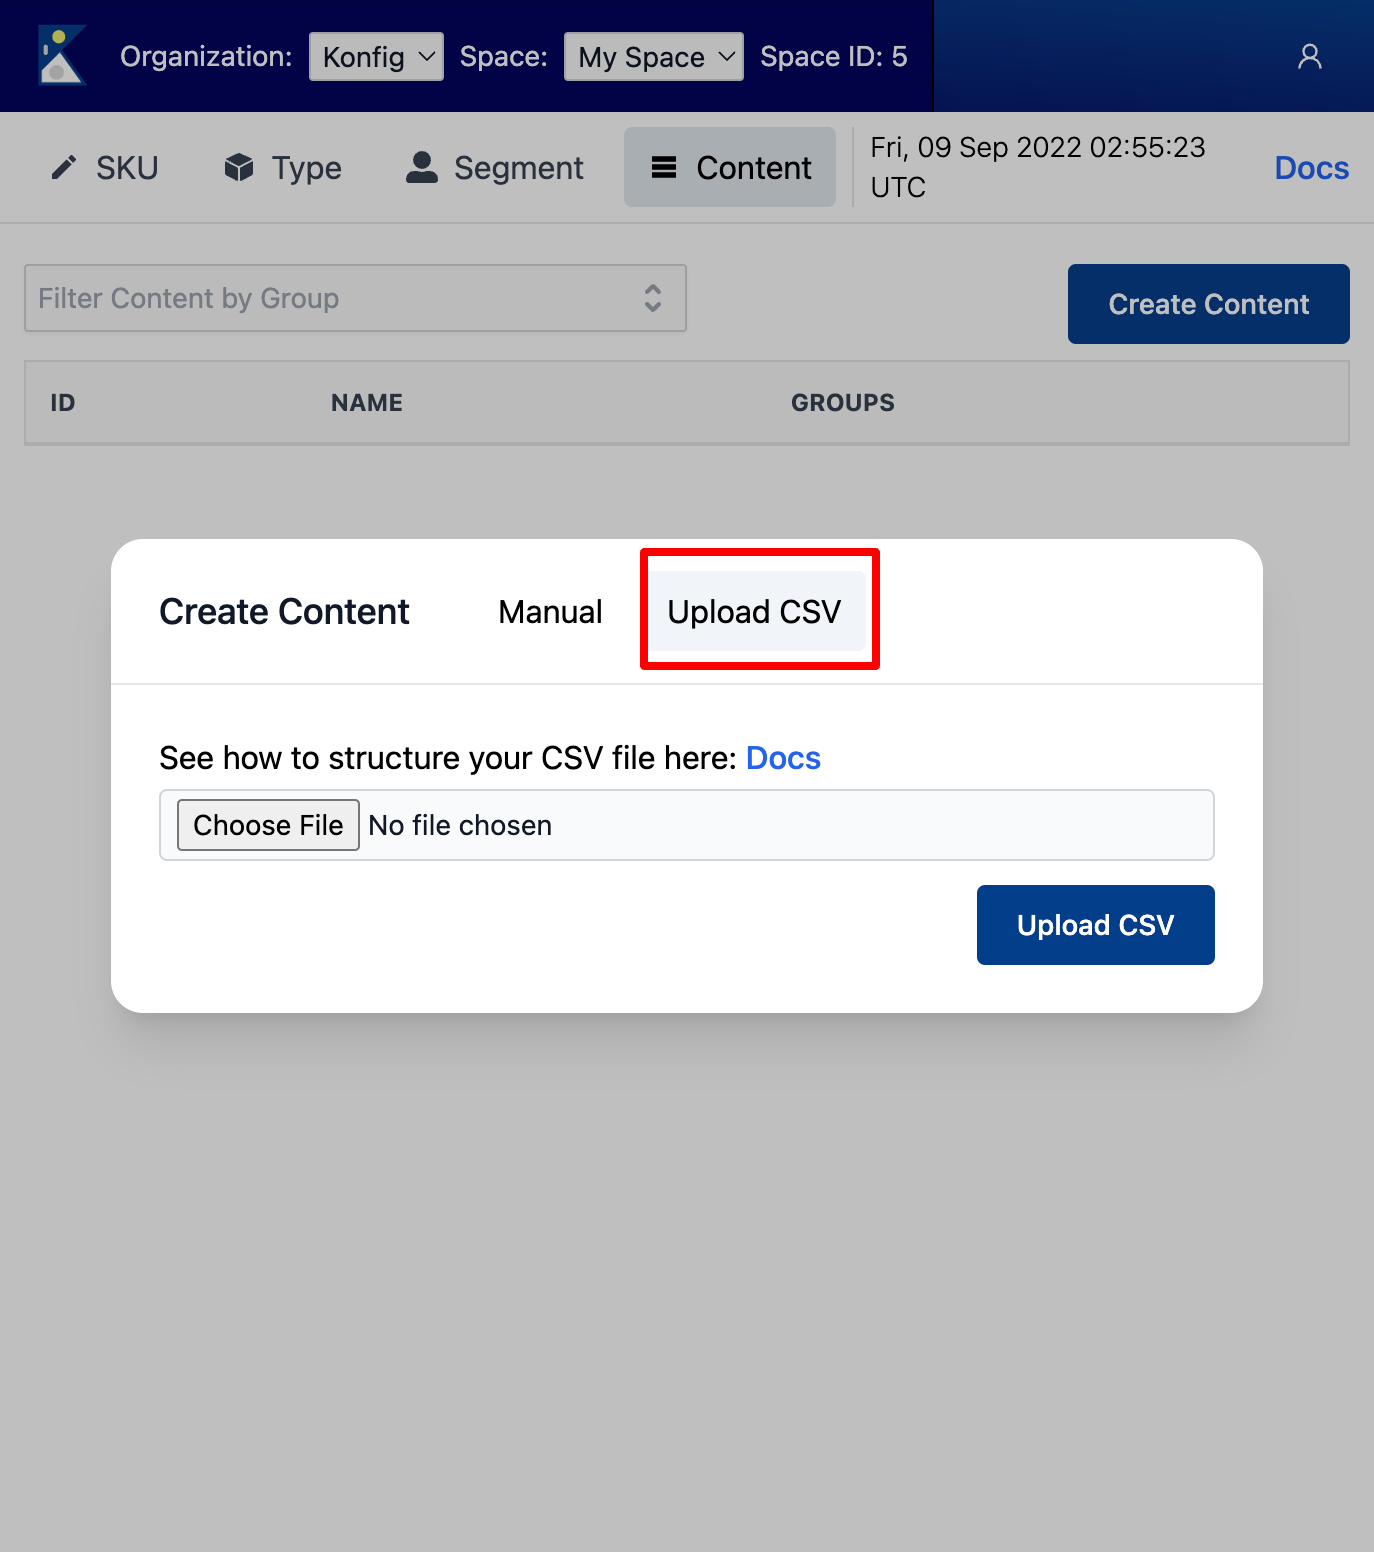 Organization: Konfig Space: My Space Space ID: 5
SKU Type Segment Content Fri, 09 Sep 2022 02:55:23
UTC
Docs
Filter Content by Group
Create Content
ID NAME GROUPS
Create Content Manual Upload CSV
See how to structure your CSV file here: Docs
Choose File No file chosen
Upload CSV